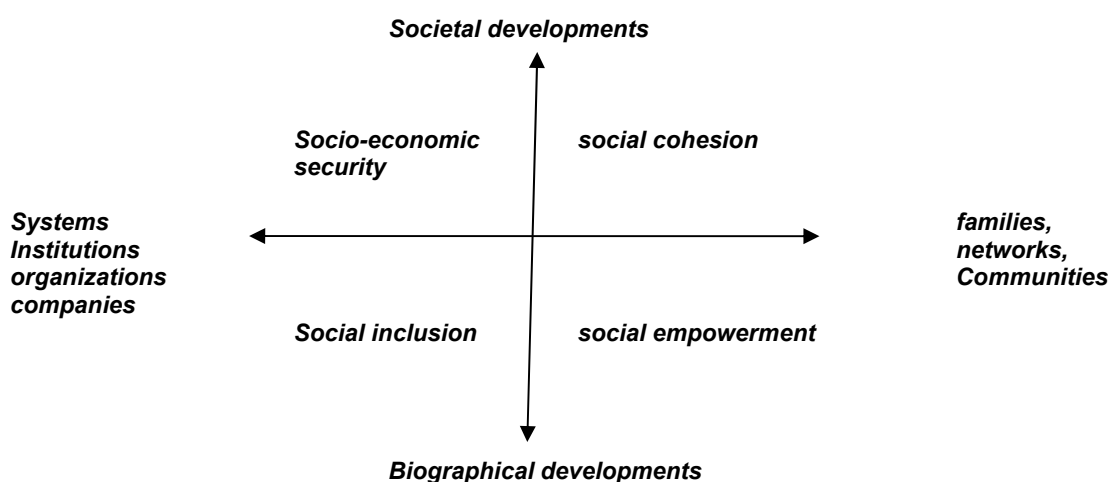 Societal developments
Socio-economic
security
social cohesion
Systems
Institutions
organizations
companies
families,
networks,
Communities
Social inclusion
social empowerment
Biographical developments